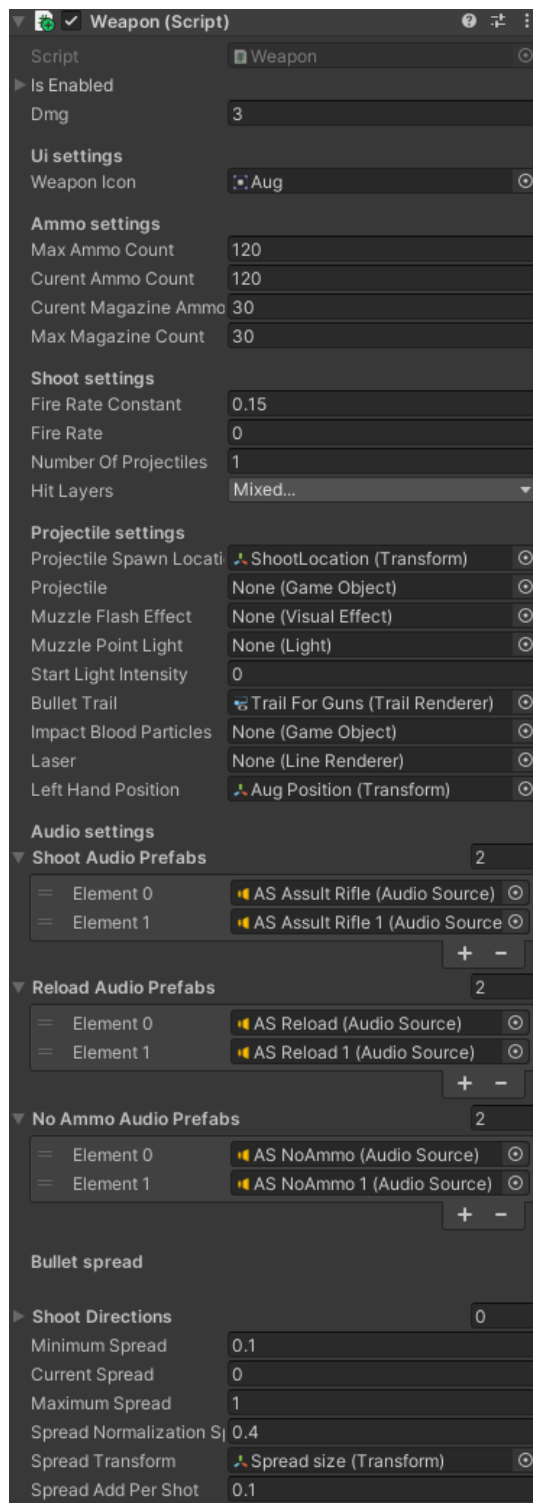 Weapon (Script)
Script Weapon
Is Enabled
Dmg 3
Ui settings
Weapon Icon Aug
Ammo settings
Max Ammo Count 120
Curent Ammo Count 120
Curent Magazine Ammo 30
Max Magazine Count 30
Shoot settings
Fire Rate Constant 0.15
Fire Rate 0
Number Of Projectiles 1
Hit Layers Mixed...
Projectile settings
Projectile Spawn Locati ShootLocation (Transform)
Projectile None (Game Object)
Muzzle Flash Effect None (Visual Effect)
Muzzle Point Light None (Light)
Start Light Intensity 0
Bullet Trail Trail For Guns (Trail Renderer)
Impact Blood Particles None (Game Object)
Laser None (Line Renderer)
Left Hand Position Aug Position (Transform)
Audio settings
Shoot Audio Prefabs 2
Element 0 AS Assult Rifle (Audio Source)
Element 1 AS Assult Rifle 1 (Audio Source
Reload Audio Prefabs 2
Element 0 AS Reload (Audio Source)
Element 1 AS Reload 1 (Audio Source)
No Ammo Audio Prefabs 2
Element 0 AS NoAmmo (Audio Source)
Element 1 AS NoAmmo 1 (Audio Source)
Bullet spread
Shoot Directions 0
Minimum Spread 0.1
Current Spread 0
Maximum Spread 1
Spread Normalization Sp 0.4
Spread Transform Spread size (Transform)
Spread Add Per Shot 0.1